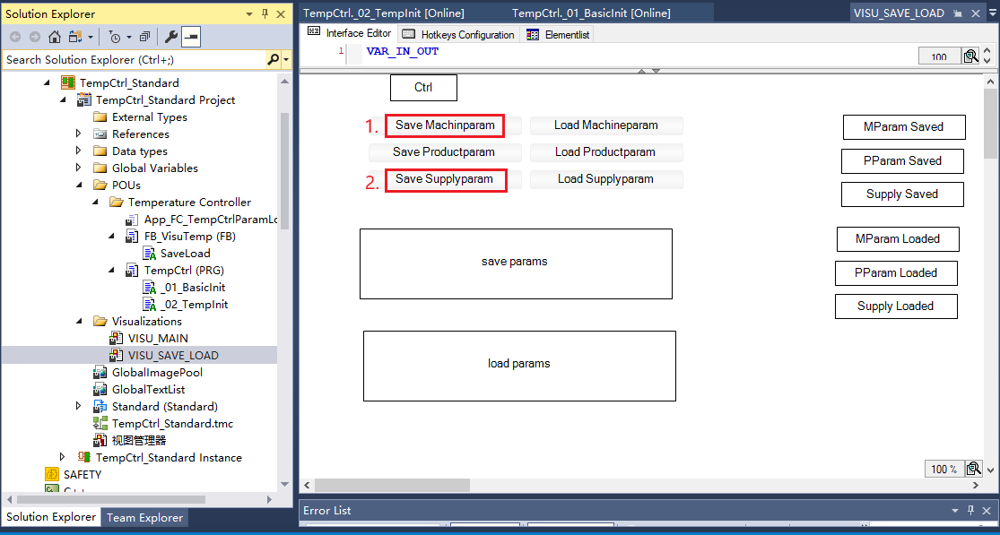 Solution Explorer
Search Solution Explorer (Ctrl+;)
TempCtrl_Standard
TempCtrl_Standard Project
External Types
References
Data types
Global Variables
POUs
Temperature Controller
App_FC_TempCtrlParamLo
FB_VisuTemp (FB)
SaveLoad
TempCtrl (PRG)
_01_BasicInit
_02_TempInit
Visualizations
VISU_MAIN
VISU_SAVE_LOAD
GlobalImagePool
GlobalTextList
Standard (Standard)
TempCtrl_Standard.tmc
视图管理器
TempCtrl_Standard Instance
SAFETY
Solution Explorer
Team Explorer
TempCtrl._02_TempInit [Online]
TempCtrl._01_BasicInit [Online]
VISU_SAVE_LOAD
Interface Editor
Hotkeys Configuration
Elementlist
1
VAR_IN_OUT
100
Ctrl
1.
Save Machinparam
Load Machineparam
Save Productparam
Load Productparam
2.
Save Supplyparam
Load Supplyparam
MParam Saved
PParam Saved
Supply Saved
save params
MParam Loaded
PParam Loaded
Supply Loaded
load params
100 %
Error List